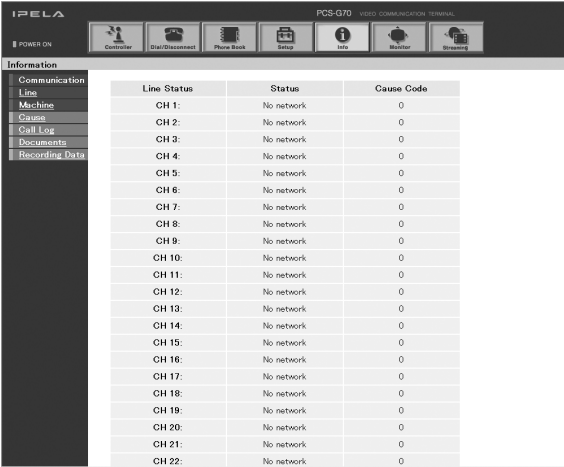 IPELA
PCS-G70 VIDEO COMMUNICATION TERMINAL
POWER ON
Controller Dial/Disconnect Phone Book Setup Info Monitor Streaming
Information
Communication
Line
Machine
Cause
Call Log
Documents
Recording Data
Line Status Status Cause Code
CH 1: No network 0
CH 2: No network 0
CH 3: No network 0
CH 4: No network 0
CH 5: No network 0
CH 6: No network 0
CH 7: No network 0
CH 8: No network 0
CH 9: No network 0
CH 10: No network 0
CH 11: No network 0
CH 12: No network 0
CH 13: No network 0
CH 14: No network 0
CH 15: No network 0
CH 16: No network 0
CH 17: No network 0
CH 18: No network 0
CH 19: No network 0
CH 20: No network 0
CH 21: No network 0
CH 22: No network 0